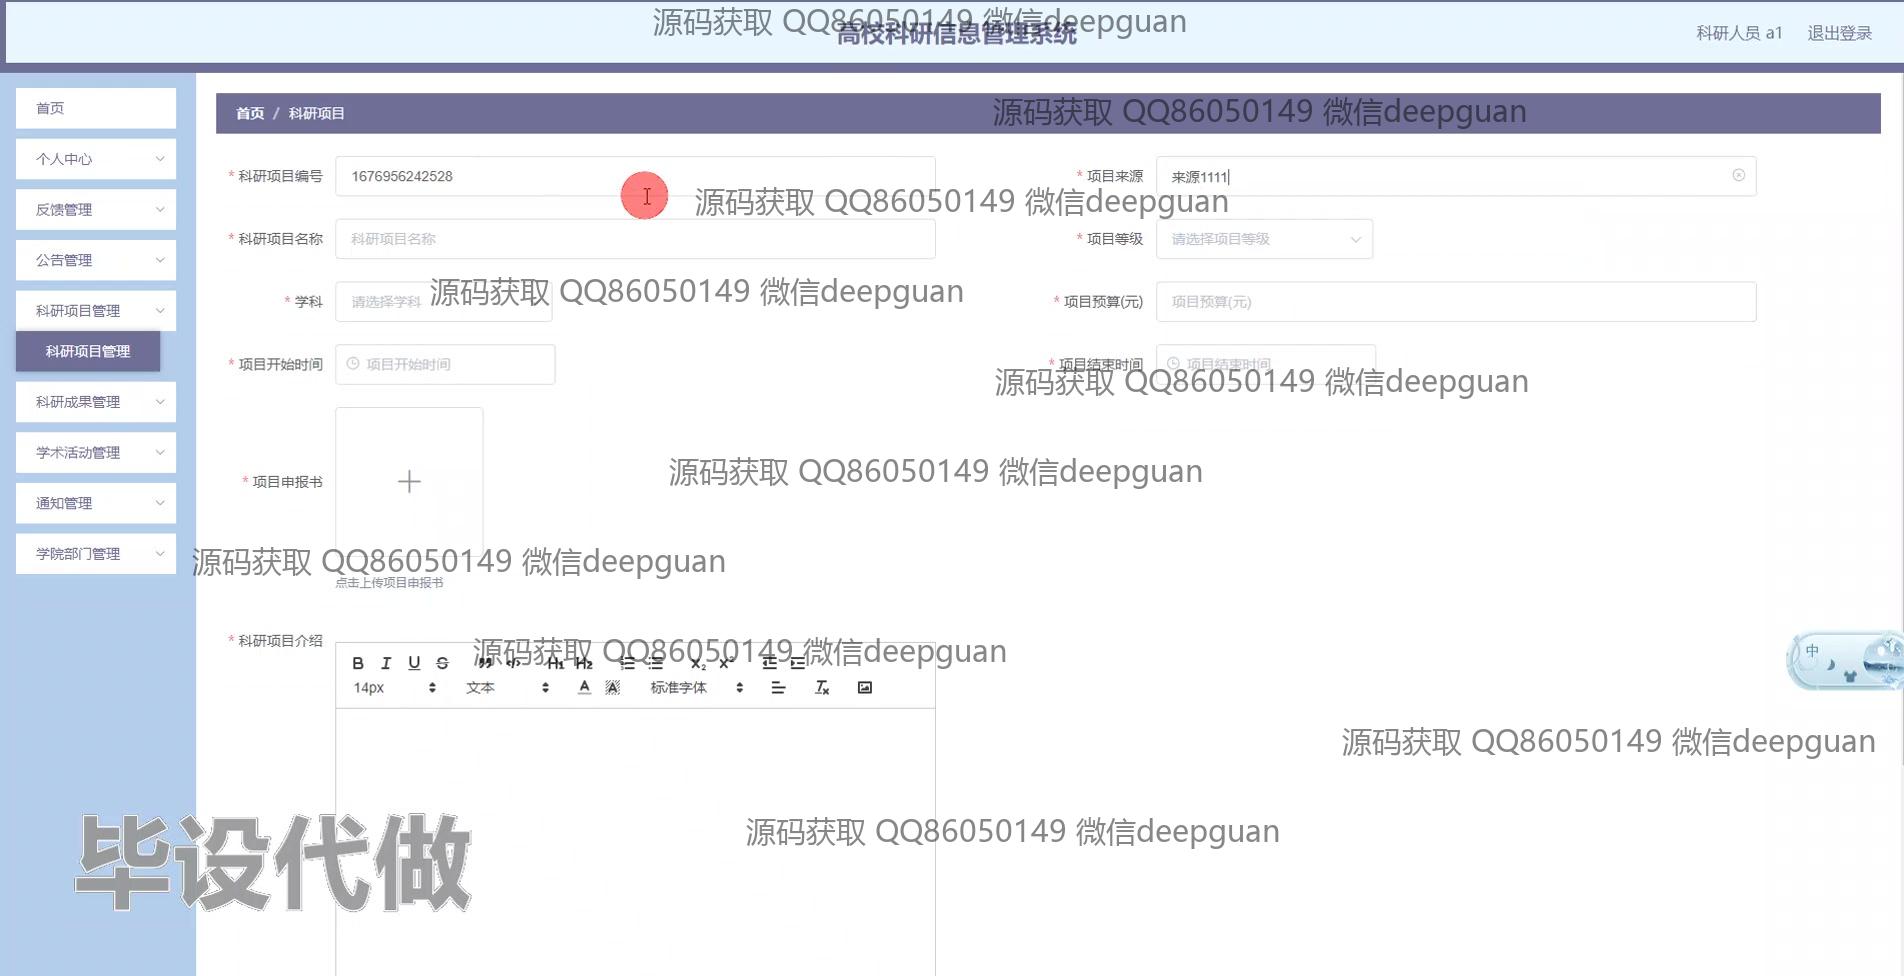 源码获取 QQ86050149 微信deepguan
高校科研信息管理系统
科研人员 a1
退出登录
首页
个人中心
反馈管理
公告管理
科研项目管理
科研项目管理
科研成果管理
学术活动管理
通知管理
学院部门管理
首页 / 科研项目
源码获取 QQ86050149 微信deepguan
* 科研项目编号 1676956242528
* 项目来源 来源1111
源码获取 QQ86050149 微信deepguan
* 科研项目名称 科研项目名称
* 项目等级 请选择项目等级
* 学科 请选择学科
源码获取 QQ86050149 微信deepguan
* 项目预算(元) 项目预算(元)
* 项目开始时间 项目开始时间
* 项目结束时间 项目结束时间
源码获取 QQ86050149 微信deepguan
* 项目申报书
源码获取 QQ86050149 微信deepguan
源码获取 QQ86050149 微信deepguan
点击上传项目申报书
* 科研项目介绍
源码获取 QQ86050149 微信deepguan
B I U S H1 H2 X₂ X²
14px 文本 A A 标准字体 Tx
中
源码获取 QQ86050149 微信deepguan
源码获取 QQ86050149 微信deepguan
毕设代做